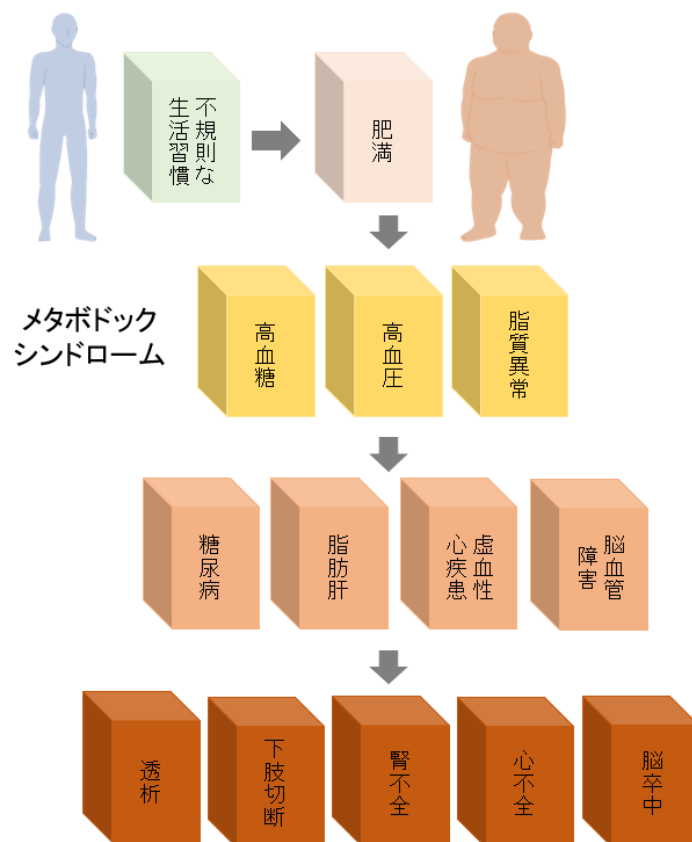 不規則な
生活習慣
肥満
メタボドック
シンドローム
高血糖
高血圧
脂質異常
糖尿病
脂肪肝
虚血性
心疾患
脳血管
障害
透析
下肢切断
腎不全
心不全
脳卒中